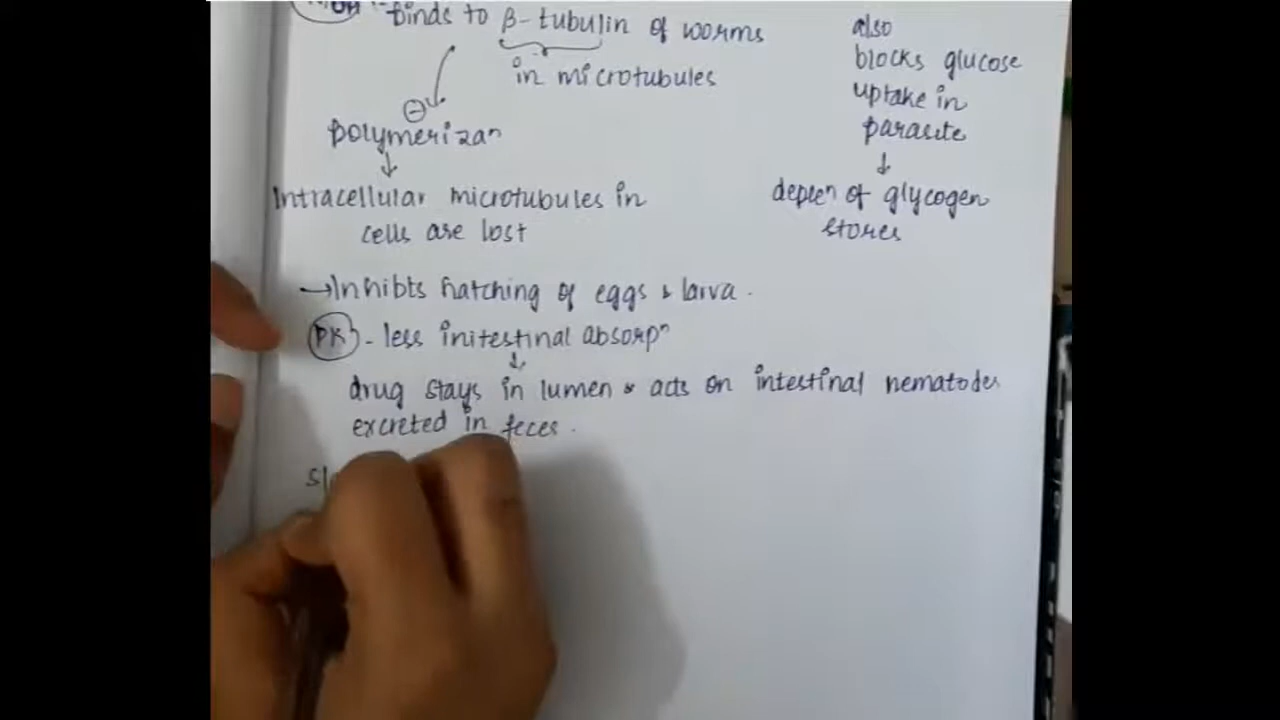 binds to β-tubulin of worms
in microtubules
⊖
polymerizaⁿ
↓
Intracellular microtubules in
cells are lost
also
blocks glucose
uptake in
parasite
↓
depleⁿ of glycogen
stores
→Inhibts hatching of eggs & larva.
PK - less initestinal absorpⁿ
↓
drug stays in lumen & acts on intestinal nematodes
excreted in feces.